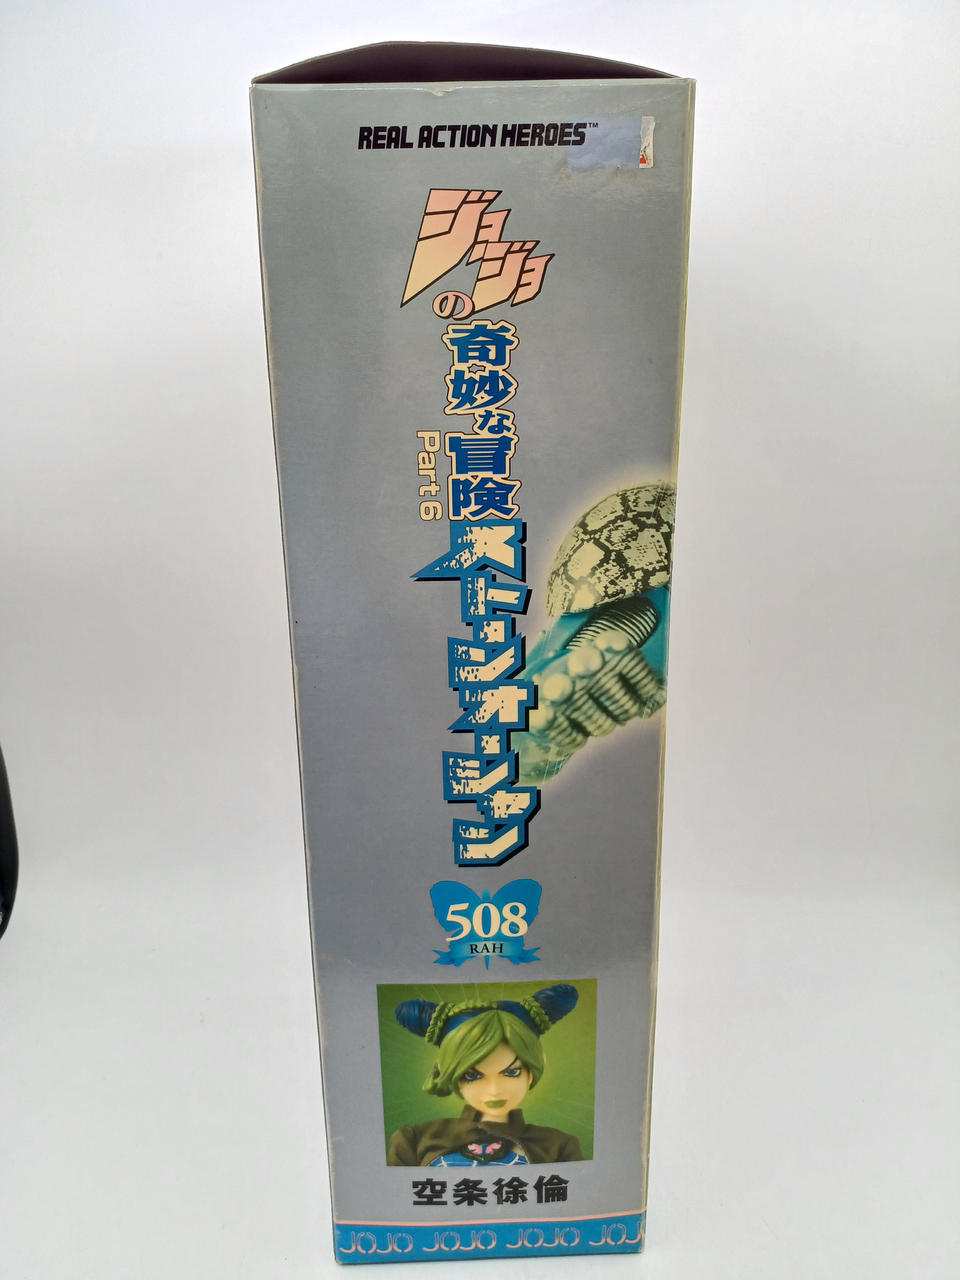 REAL ACTION HEROES™
ジョジョ
の
奇妙な冒険
Part6
ストーンオーシャン
508
RAH
空条徐倫
JOJO JOJO JOJO JOJ